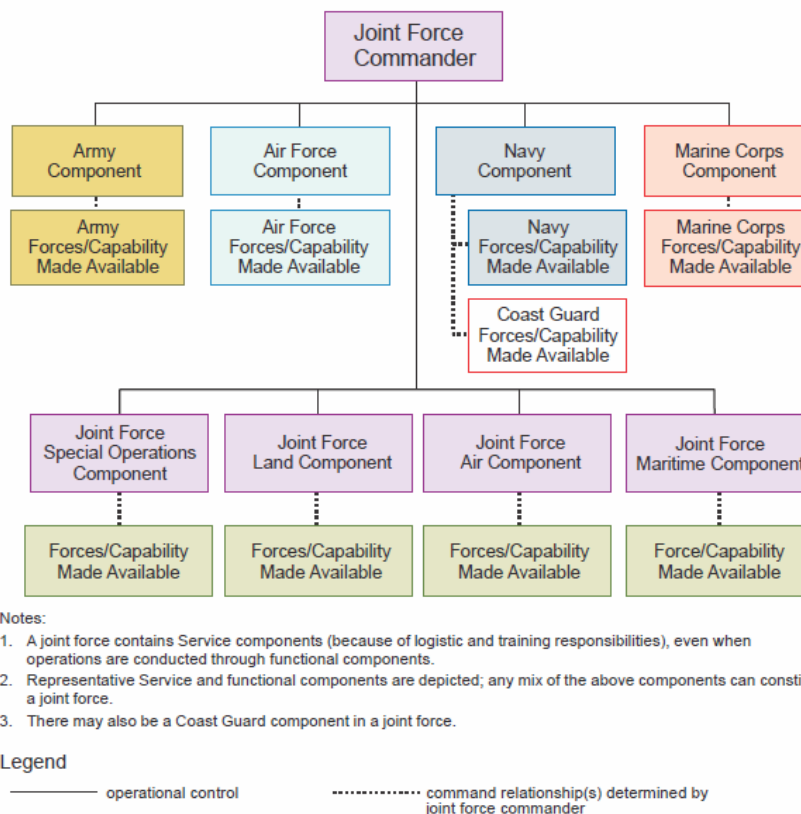 Joint Force
Commander
Army
Component
Air Force
Component
Navy
Component
Marine Corps
Component
Army
Forces/Capability
Made Available
Air Force
Forces/Capability
Made Available
Navy
Forces/Capability
Made Available
Marine Corps
Forces/Capability
Made Available
Coast Guard
Forces/Capability
Made Available
Joint Force
Special Operations
Component
Joint Force
Land Component
Joint Force
Air Component
Joint Force
Maritime Component
Forces/Capability
Made Available
Forces/Capability
Made Available
Forces/Capability
Made Available
Force/Capability
Made Available
Notes:
1. A joint force contains Service components (because of logistic and training responsibilities), even when
operations are conducted through functional components.
2. Representative Service and functional components are depicted; any mix of the above components can consti
a joint force.
3. There may also be a Coast Guard component in a joint force.
Legend
operational control
command relationship(s) determined by
joint force commander